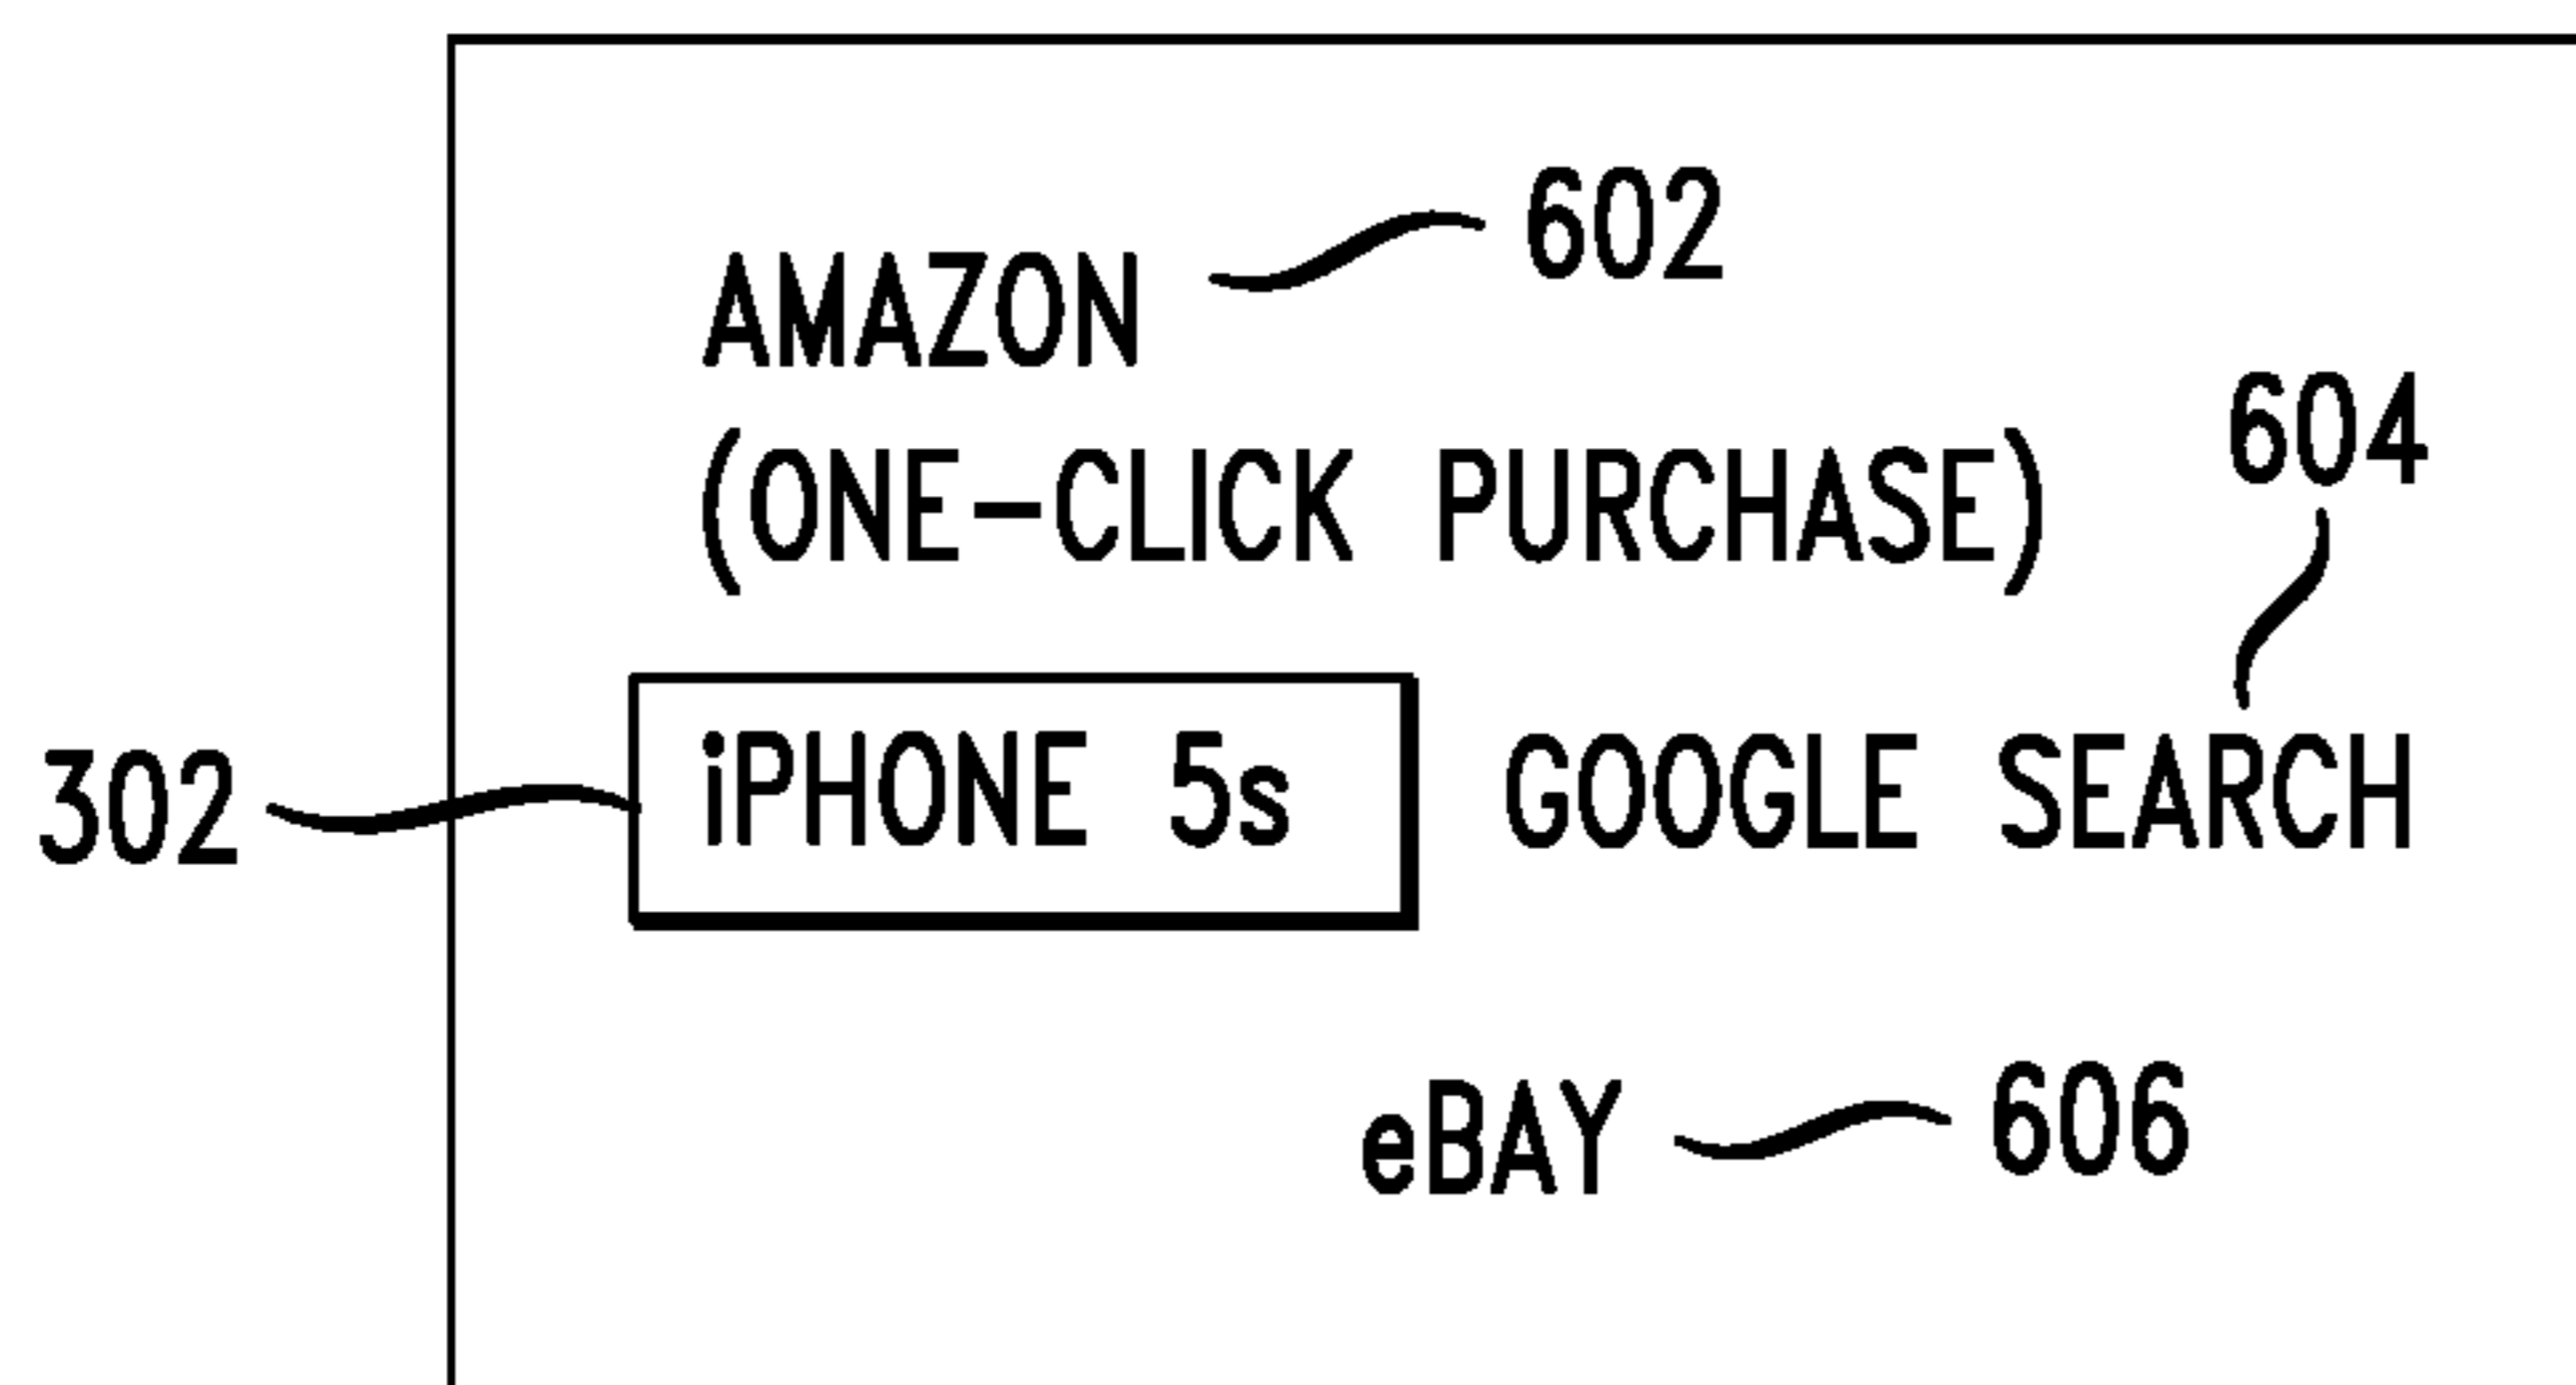 602
AMAZON
604
(ONE-CLICK PURCHASE)
302
iPHONE 5s
GOOGLE SEARCH
eBAY
606